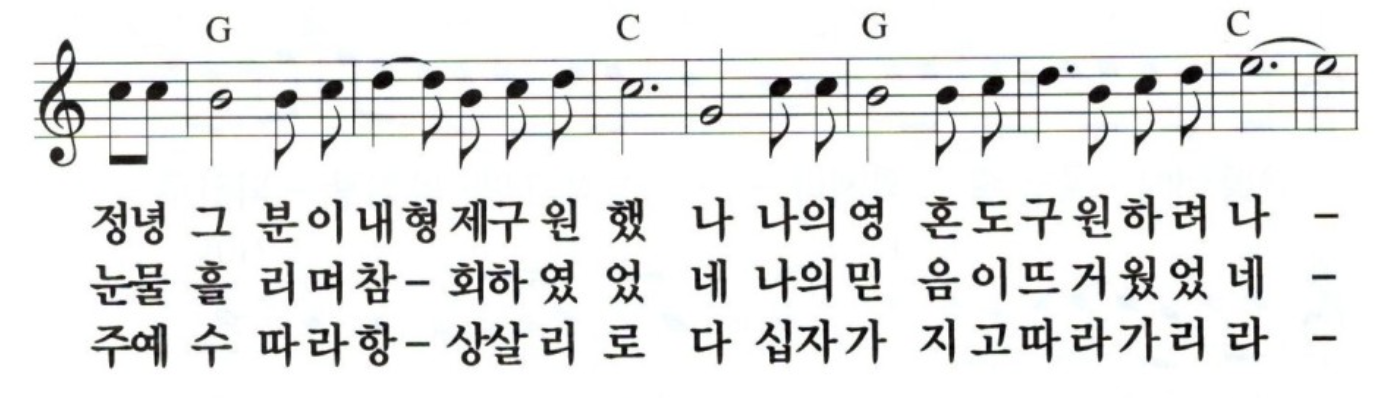 G C G C
정녕 그 분이내형 제구 원 했 나 나의영 혼도구 원하려 나 –
눈물 흘 리며참– 회하 였 었 네 나의믿 음이뜨거웠었 네 –
주예 수 따라항– 상살 리 로 다 십자가 지고따라가리 라 –